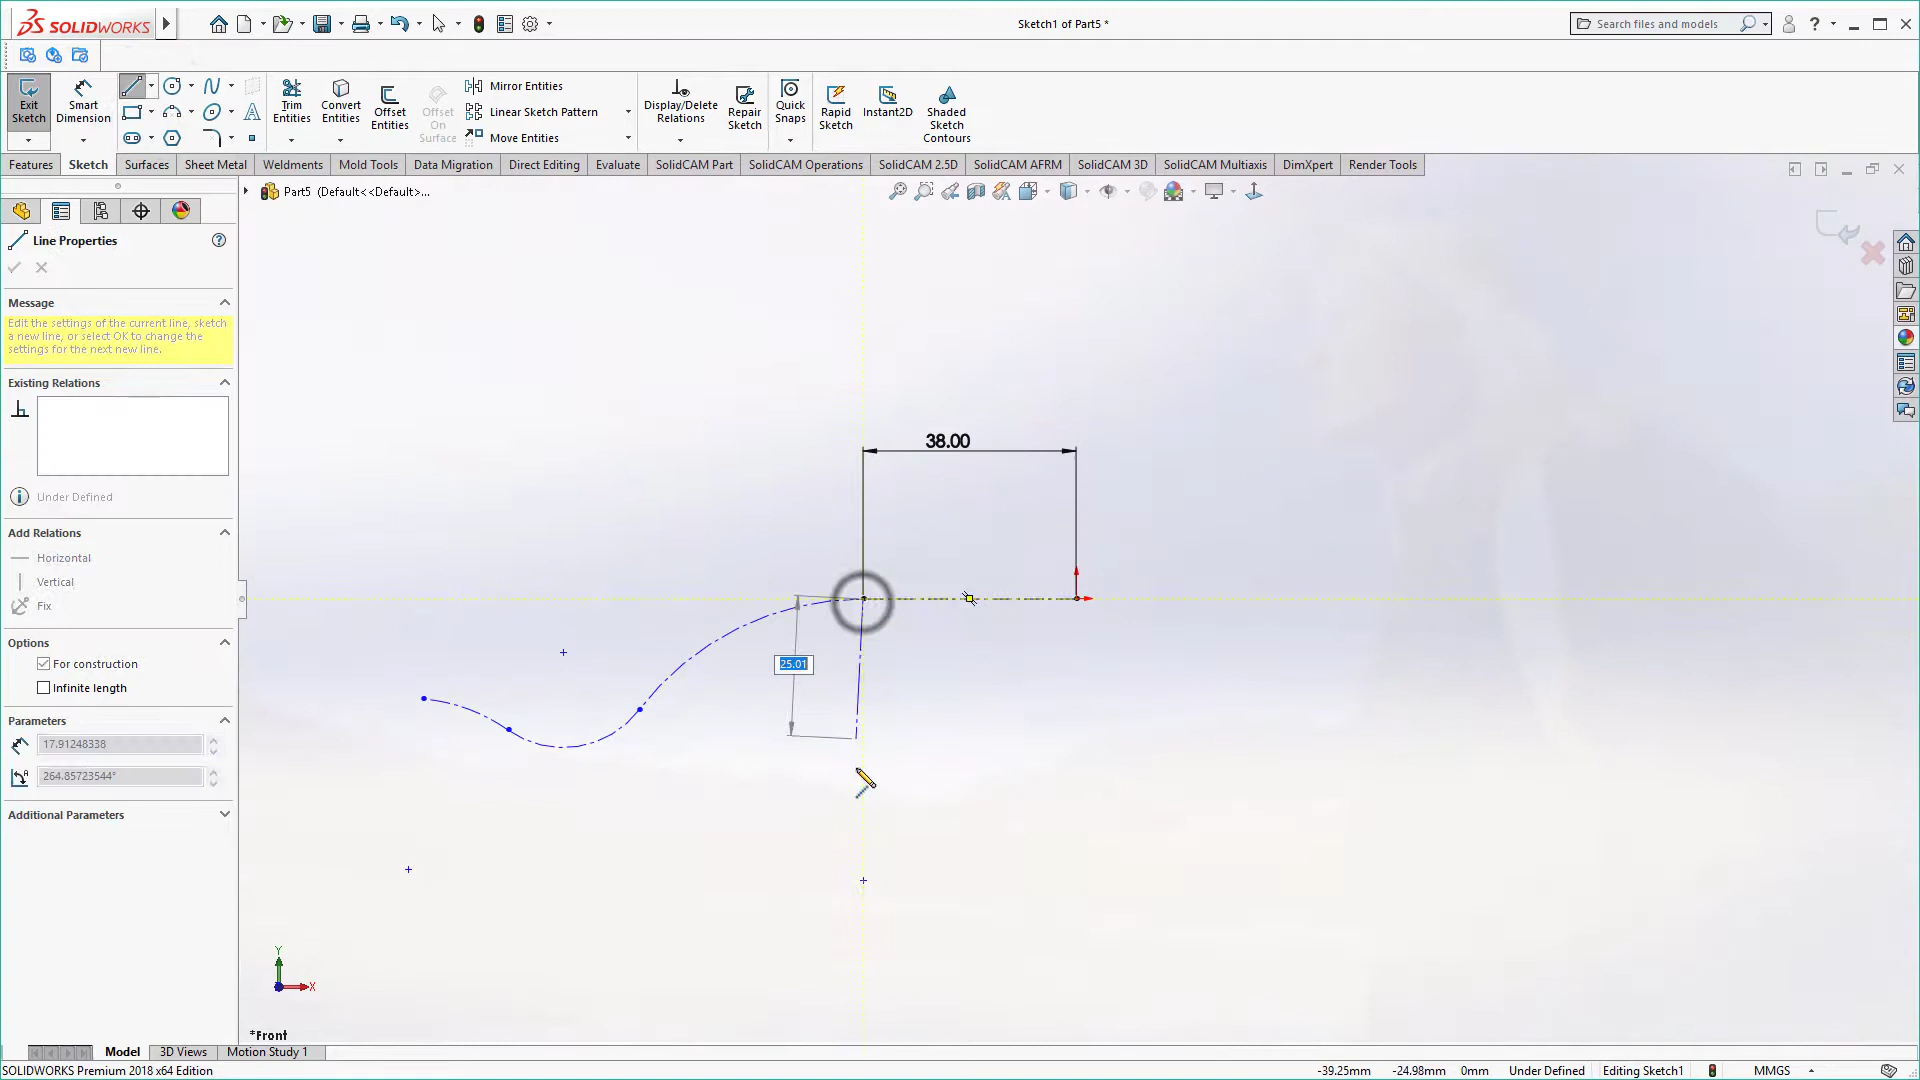 SOLIDWORKS
Sketch1 of Part5 *
Search files and models
?
Exit Sketch
Smart Dimension
Trim Entities
Convert Entities
Offset Entities
Offset On Surface
Mirror Entities
Linear Sketch Pattern
Move Entities
Display/Delete Relations
Repair Sketch
Quick Snaps
Rapid Sketch
Instant2D
Shaded Sketch Contours
Features
Sketch
Surfaces
Sheet Metal
Weldments
Mold Tools
Data Migration
Direct Editing
Evaluate
SolidCAM Part
SolidCAM Operations
SolidCAM 2.5D
SolidCAM AFRM
SolidCAM 3D
SolidCAM Multiaxis
DimXpert
Render Tools
Part5 (Default<<Default>...
Line Properties
?
Message
Edit the settings of the current line, sketch
a new line, or select OK to change the
settings for the next new line.
Existing Relations
Under Defined
Add Relations
Horizontal
Vertical
Fix
Options
For construction
Infinite length
Parameters
17.91248338
264.85723544°
Additional Parameters
38.00
25.01
Y
X
*Front
Model
3D Views
Motion Study 1
SOLIDWORKS Premium 2018 x64 Edition
-39.25mm
-24.98mm
0mm
Under Defined
Editing Sketch1
MMGS